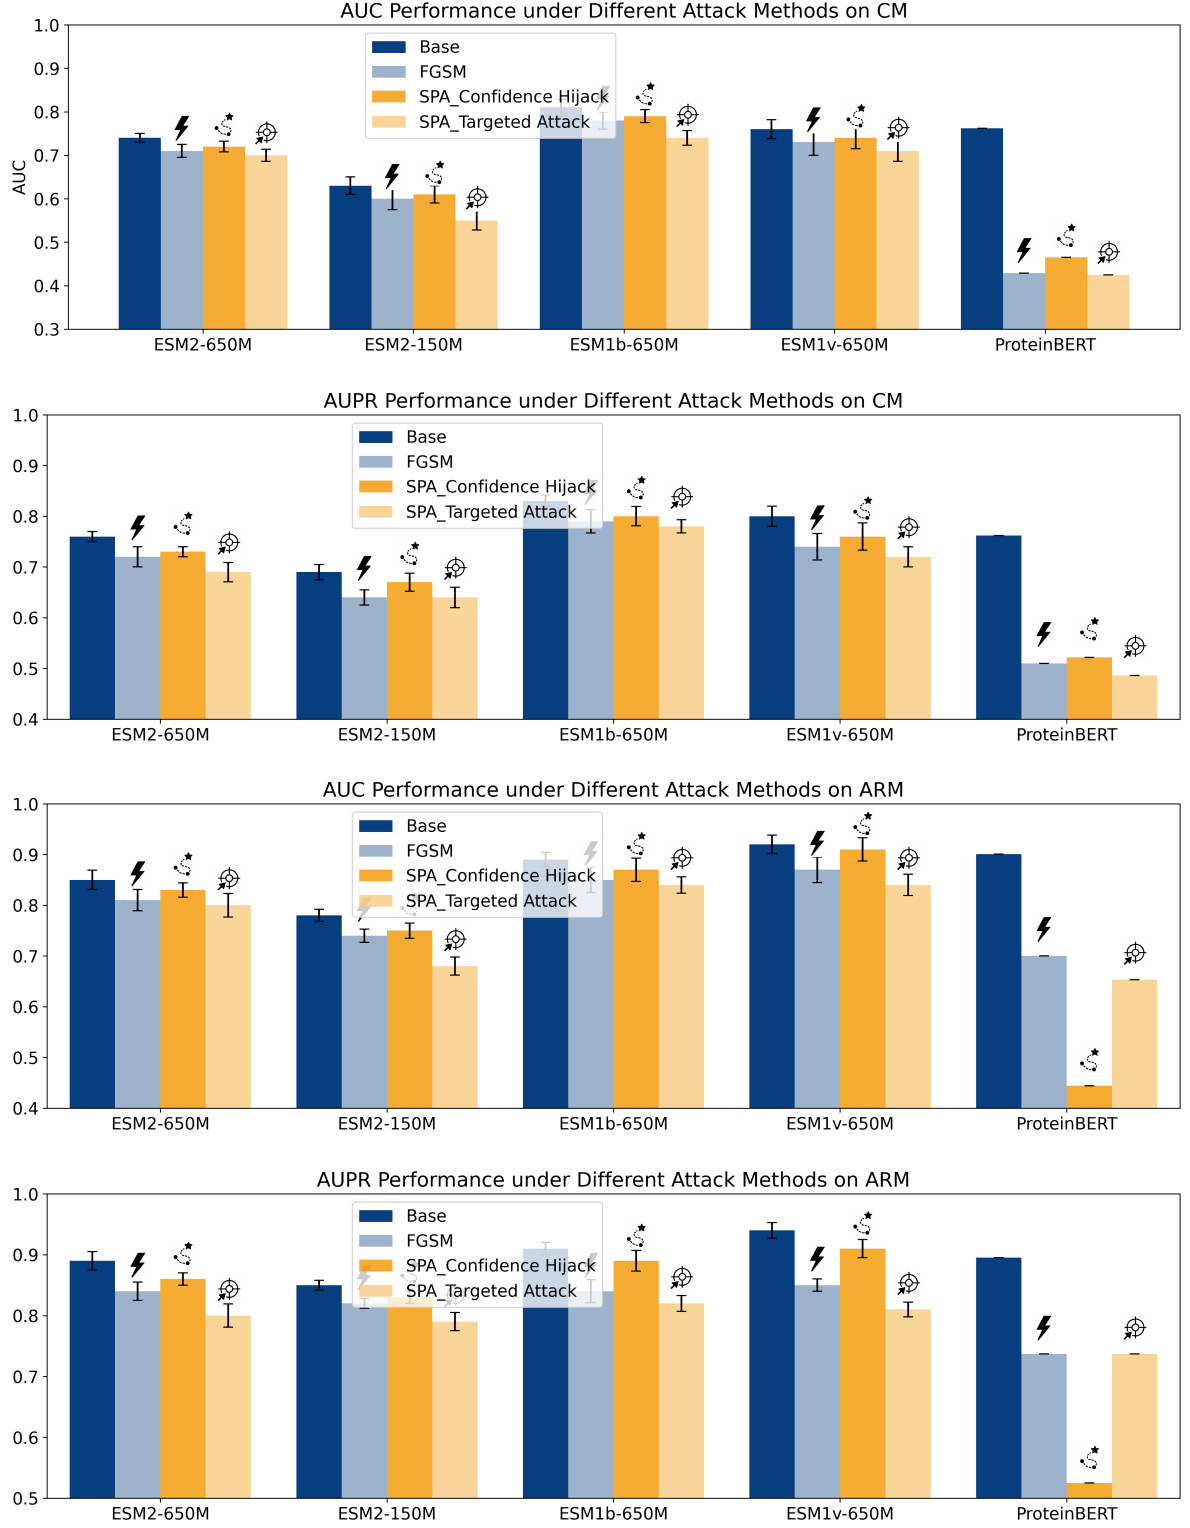 AUC Performance under Different Attack Methods on CM
1.0
0.9
0.8
0.7
0.6
0.5
0.4
0.3
AUC
Base
FGSM
SPA_Confidence Hijack
SPA_Targeted Attack
ESM2-650M
ESM2-150M
ESM1b-650M
ESM1v-650M
ProteinBERT
AUPR Performance under Different Attack Methods on CM
1.0
0.9
0.8
0.7
0.6
0.5
0.4
Base
FGSM
SPA_Confidence Hijack
SPA_Targeted Attack
ESM2-650M
ESM2-150M
ESM1b-650M
ESM1v-650M
ProteinBERT
AUC Performance under Different Attack Methods on ARM
1.0
0.9
0.8
0.7
0.6
0.5
0.4
Base
FGSM
SPA_Confidence Hijack
SPA_Targeted Attack
ESM2-650M
ESM2-150M
ESM1b-650M
ESM1v-650M
ProteinBERT
AUPR Performance under Different Attack Methods on ARM
1.0
0.9
0.8
0.7
0.6
0.5
Base
FGSM
SPA_Confidence Hijack
SPA_Targeted Attack
ESM2-650M
ESM2-150M
ESM1b-650M
ESM1v-650M
ProteinBERT